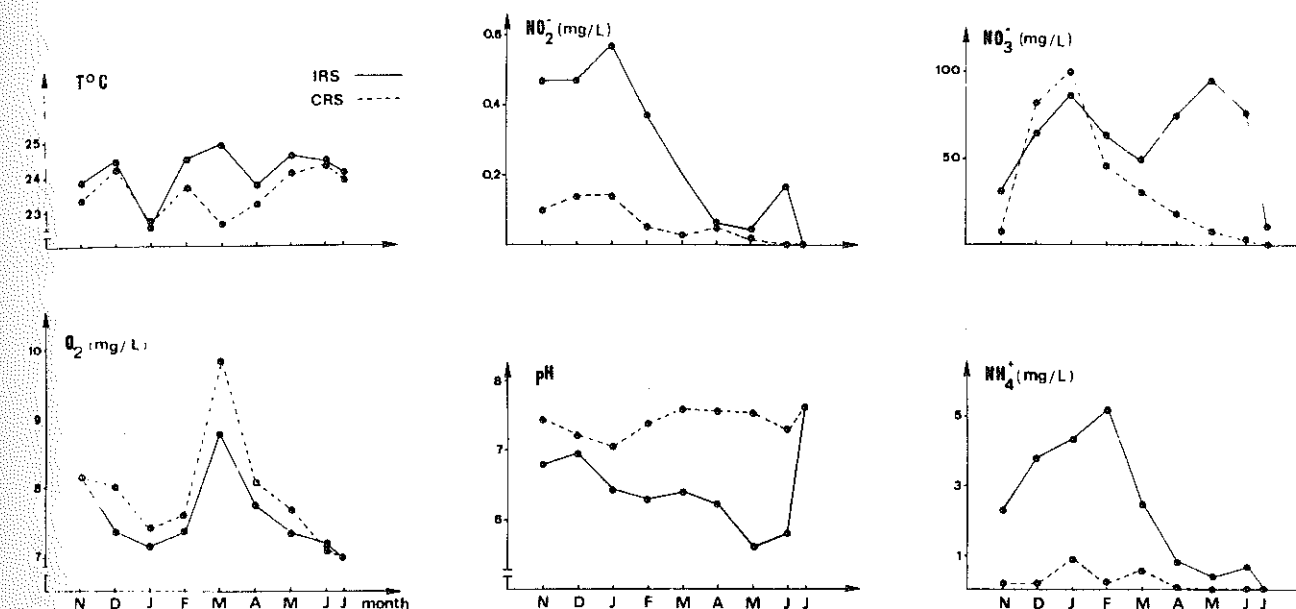 T°C
IRS
CRS
25
24
23
NO₂⁻ (mg/L)
0,6
0,4
0,2
NO₃⁻ (mg/L)
100
50
O₂ (mg/L)
10
9
8
7
N D J F M A M J J month
pH
8
7
6
N D J F M A M J J
NH₄⁺ (mg/L)
5
3
1
N D J F M A M J J